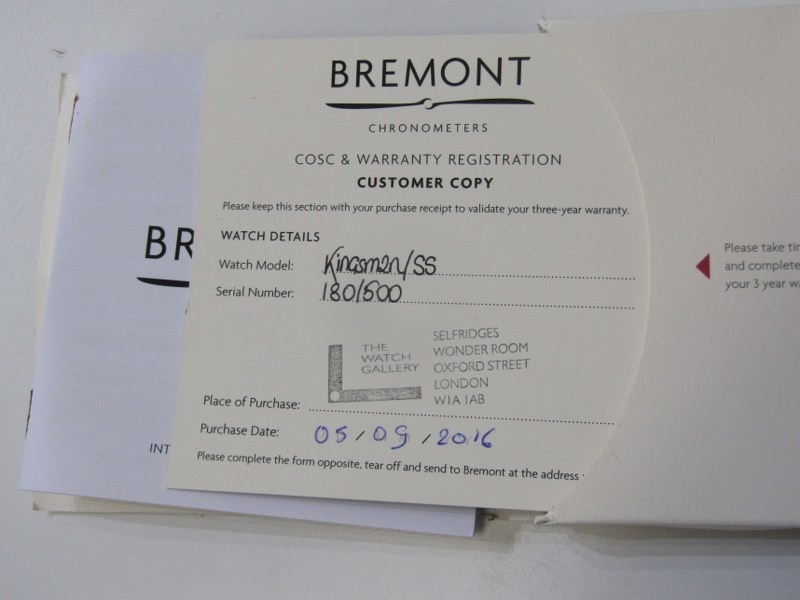 BREMONT
CHRONOMETERS
COSC & WARRANTY REGISTRATION
CUSTOMER COPY
Please keep this section with your purchase receipt to validate your three-year warranty.
WATCH DETAILS
Watch Model: Kingsman/SS
Serial Number: 180/500
THE
WATCH
GALLERY
SELFRIDGES
WONDER ROOM
OXFORD STREET
LONDON
W1A 1AB
Place of Purchase:
Purchase Date: 05/09/2016
Please complete the form opposite, tear off and send to Bremont at the address
BR
INT
Please take tim
and complete
your 3 year wa